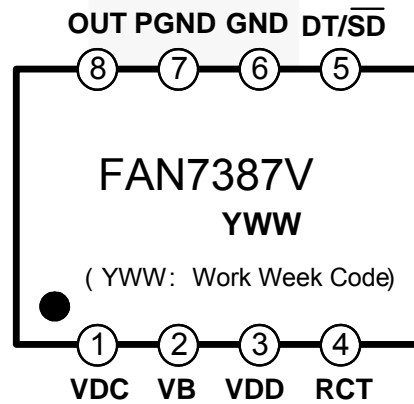 OUT PGND GND DT/SD
8 7 6 5
FAN7387V
YWW
( YWW: Work Week Code)
1 2 3 4
VDC VB VDD RCT